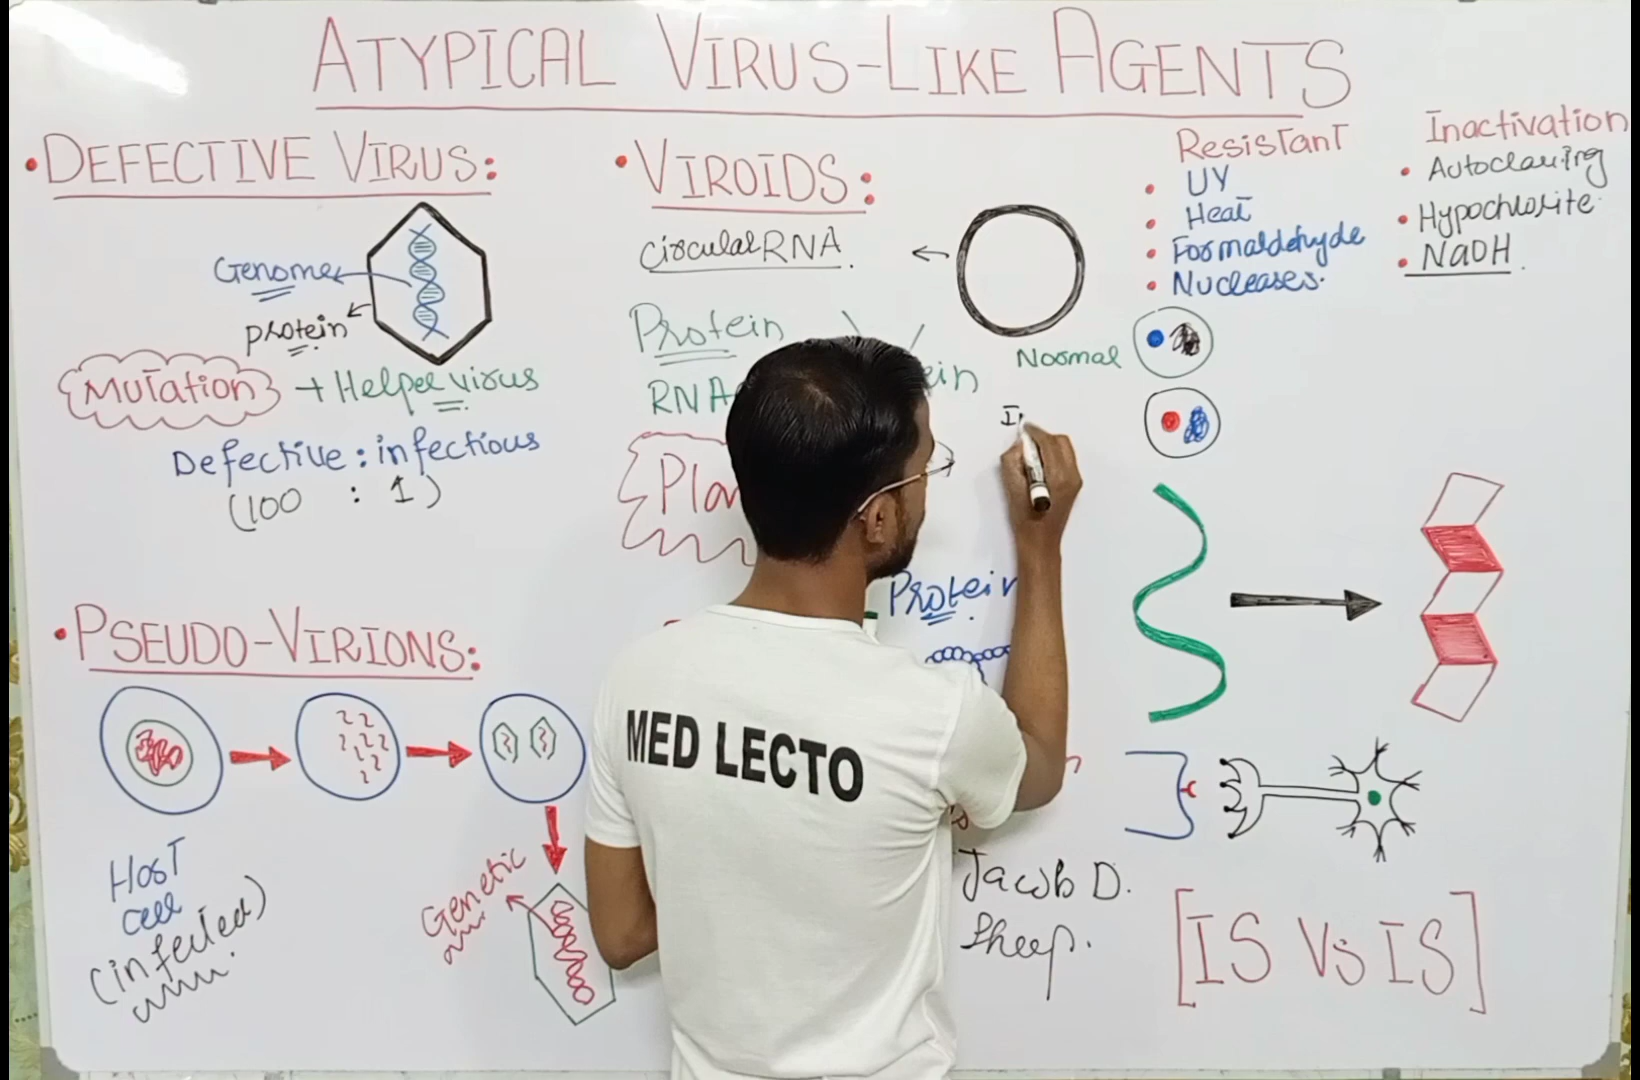 ATYPICAL VIRUS-LIKE AGENTS
• DEFECTIVE VIRUS:
Genome
Protein
Mutation + Helper virus
Defective : infectious
(100 : 1)
• PSEUDO-VIRIONS:
Host
cell
(infected)
Genetic
• VIROIDS:
circular RNA
Protein
RNA
Protein
Jacob D.
Sheep.
Normal
Resistant
• UV
• Heat
• Formaldehyde
• Nucleases.
Inactivation
• Autoclaving
• Hypochlorite
• NaOH.
[IS Vs IS]
MED LECTO